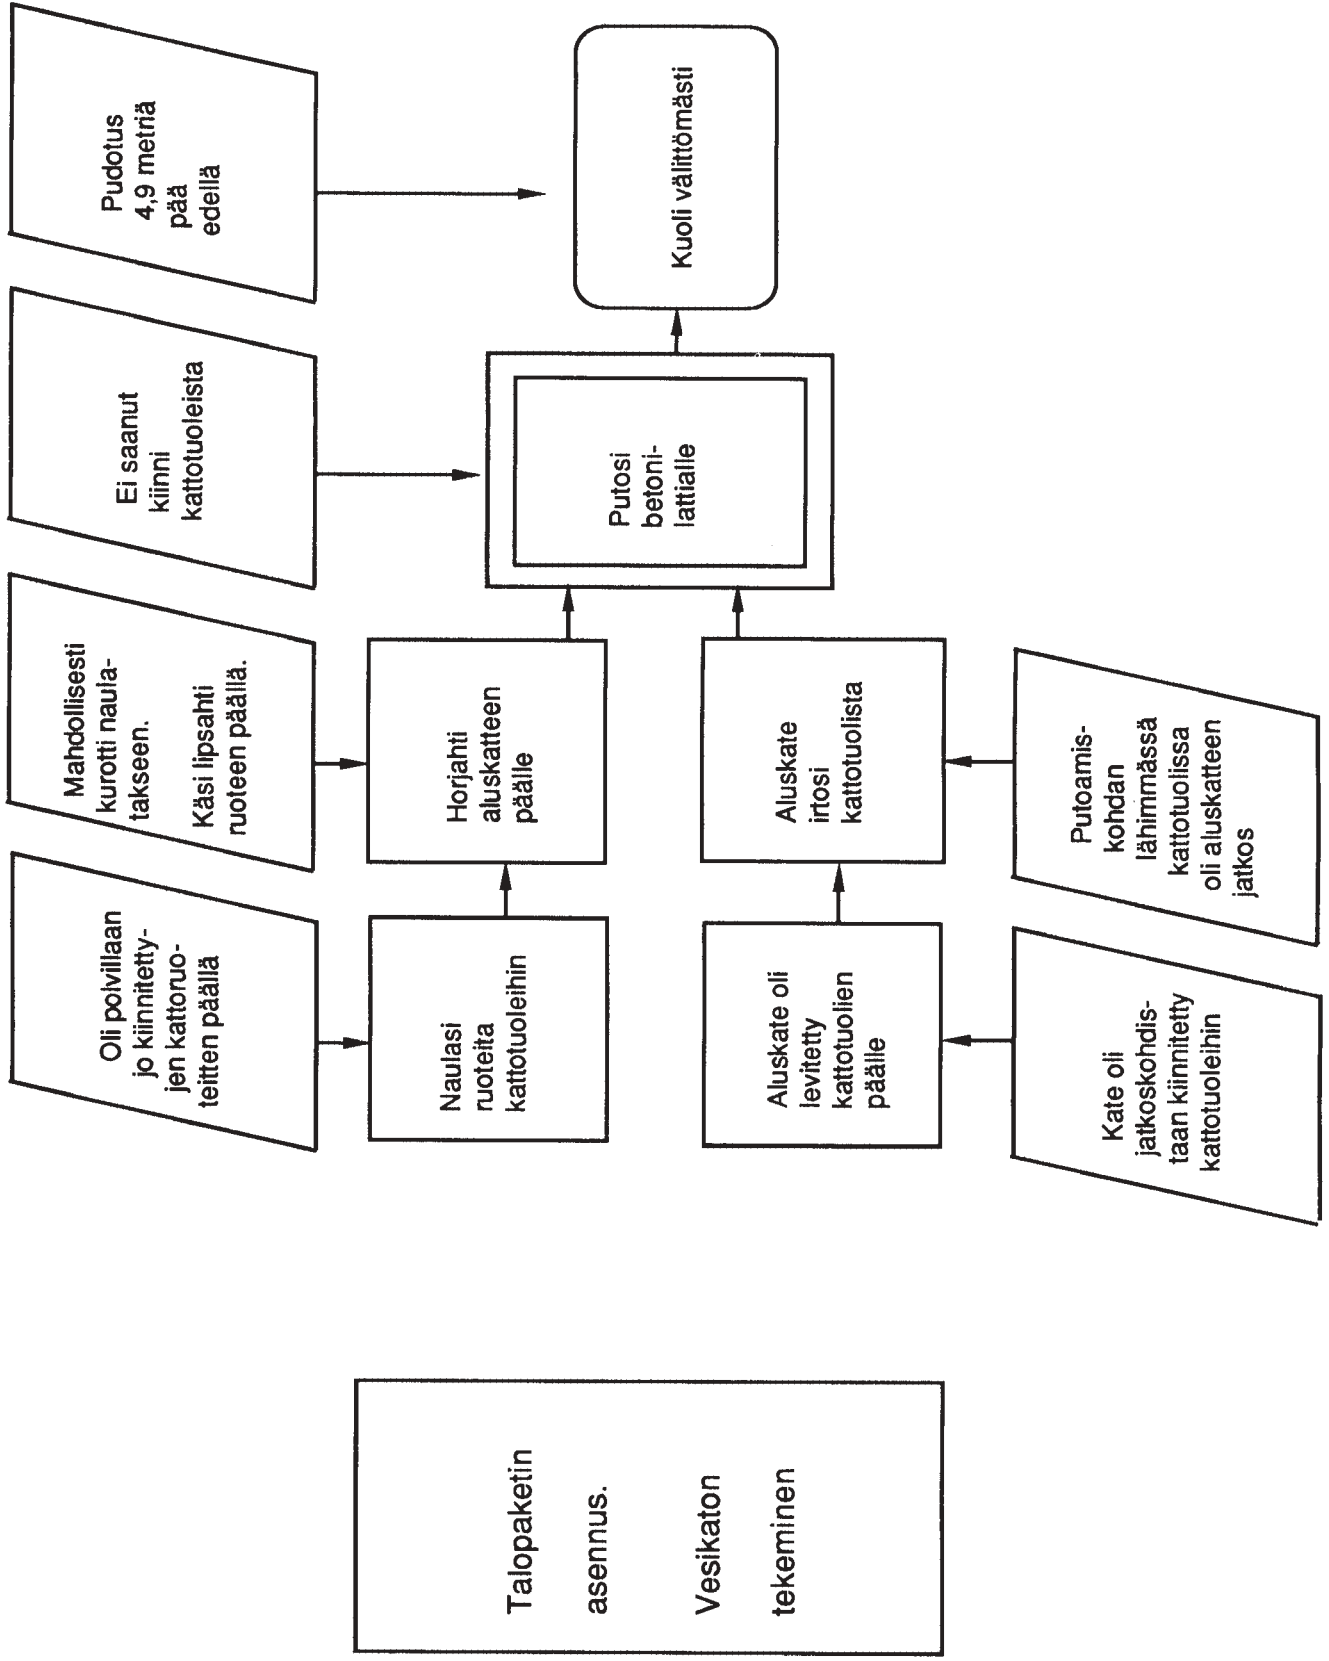 Talopaketin
asennus.
Vesikaton
tekeminen
Oli polvillaan
jo kiinnitetty-
jen kattoruo-
teitten päällä
Mahdollisesti
kurotti naula-
takseen.
Käsi lipsahti
ruoteen päällä.
Ei saanut
kiinni
kattotuoleista
Pudotus
4,9 metriä
pää
edellä
Naulasi
ruoteita
kattotuoleihin
Horjahti
aluskatteen
päälle
Putosi
betoni-
lattialle
Kuoli välittömästi
Aluskate oli
levitetty
kattotuolien
päälle
Aluskate
irtosi
kattotuolista
Kate oli
jatkoskohdis-
taan kiinnitetty
kattotuoleihin
Putoamis-
kohdan
lähimmässä
kattotuolissa
oli aluskatteen
jatkos